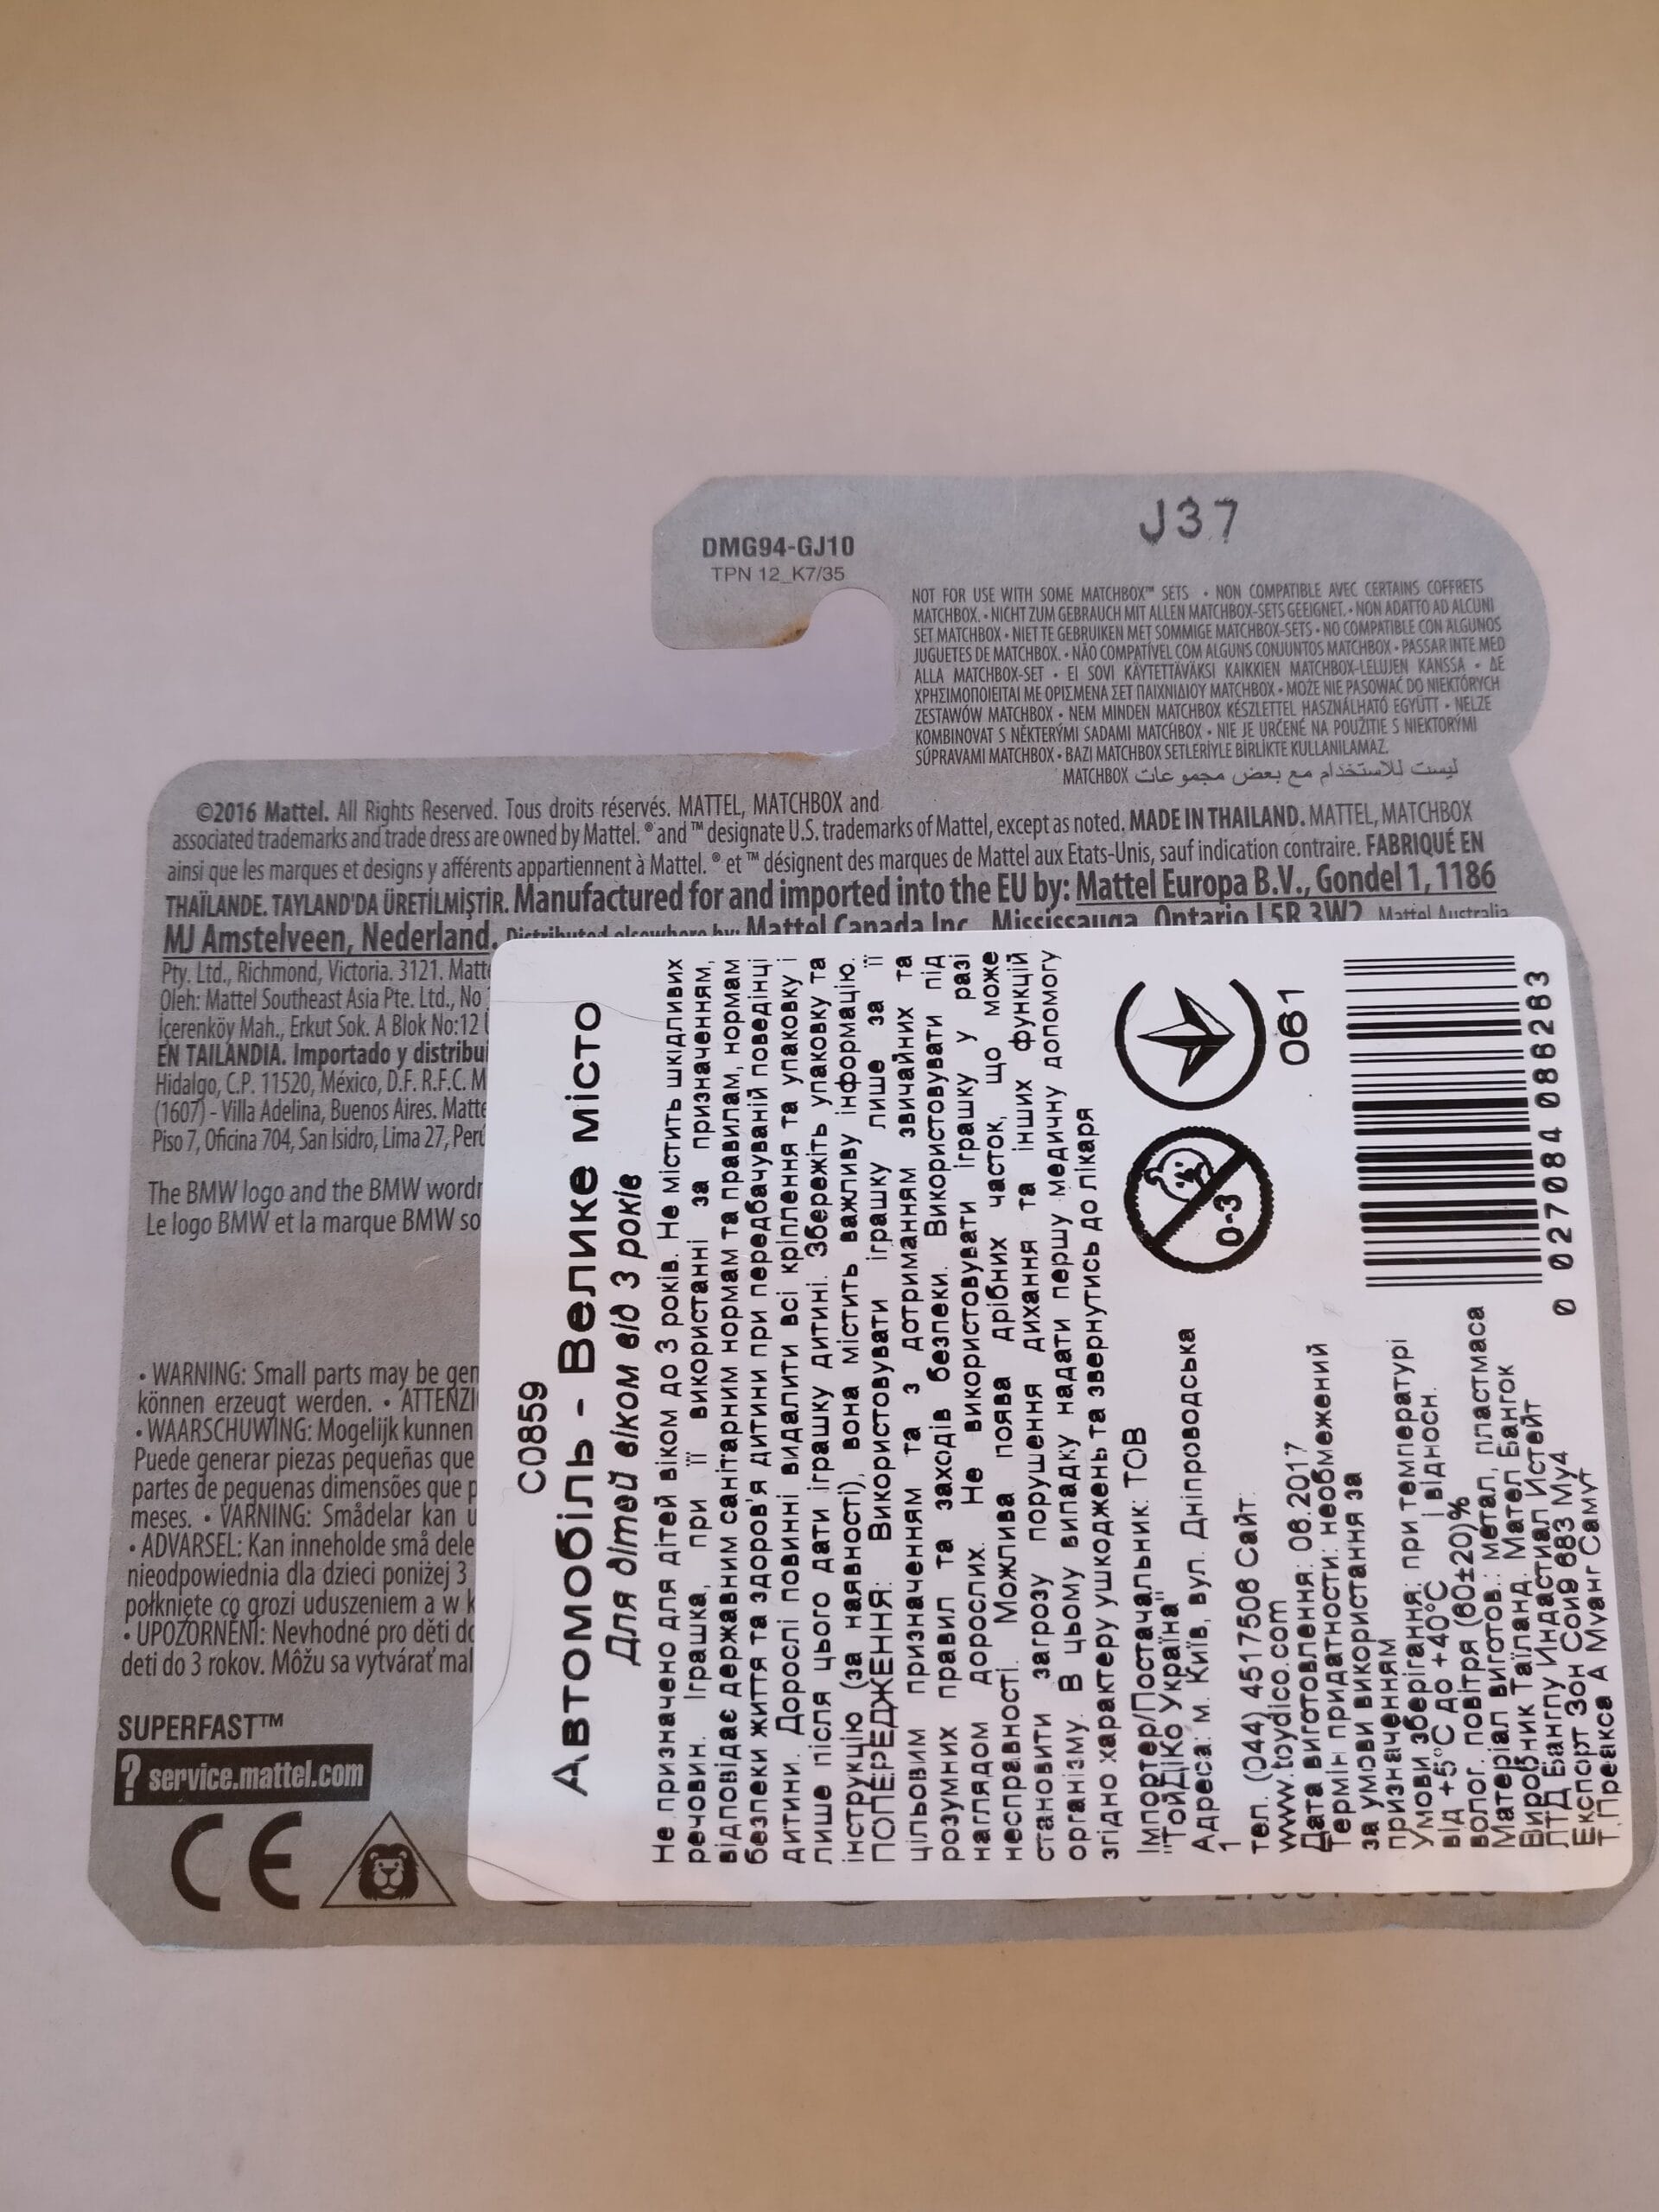 J37
DMG94-GJ10
TPN 12_K7/35
NOT FOR USE WITH SOME MATCHBOX™ SETS • NON COMPATIBLE AVEC CERTAINS COFFRETS
MATCHBOX. • NICHT ZUM GEBRAUCH MIT ALLEN MATCHBOX-SETS GEEIGNET. • NON ADATTO AD ALCUNI
SET MATCHBOX • NIET TE GEBRUIKEN MET SOMMIGE MATCHBOX-SETS • NO COMPATIBLE CON ALGUNOS
JUGUETES DE MATCHBOX. • NÃO COMPATÍVEL COM ALGUNS CONJUNTOS MATCHBOX • PASSAR INTE MED
ALLA MATCHBOX-SET • EI SOVI KÄYTETTÄVÄKSI KAIKKIEN MATCHBOX-LELUJEN KANSSA • ΔΕ
ΧΡΗΣΙΜΟΠΟΙΕΙΤΑΙ ΜΕ ΟΡΙΣΜΕΝΑ ΣΕΤ ΠΑΙΧΝΙΔΙΟΥ MATCHBOX • MOŻE NIE PASOWAĆ DO NIEKTÓRYCH
ZESTAWÓW MATCHBOX • NEM MINDEN MATCHBOX KÉSZLETTEL HASZNÁLHATÓ EGYÜTT • NELZE
KOMBINOVAT S NĚKTERÝMI SADAMI MATCHBOX • NIE JE URČENÉ NA POUŽITIE S NIEKTORÝMI
SÚPRAVAMI MATCHBOX • BAZI MATCHBOX SETLERİYLE BİRLİKTE KULLANILAMAZ.
ليست للاستخدام مع بعض مجموعات MATCHBOX
©2016 Mattel. All Rights Reserved. Tous droits réservés. MATTEL, MATCHBOX and
associated trademarks and trade dress are owned by Mattel. ® and ™ designate U.S. trademarks of Mattel, except as noted. MADE IN THAILAND. MATTEL, MATCHBOX
ainsi que les marques et designs y afférents appartiennent à Mattel. ® et ™ désignent des marques de Mattel aux Etats-Unis, sauf indication contraire. FABRIQUÉ EN
THAÏLANDE. TAYLAND'DA ÜRETİLMİŞTİR. Manufactured for and imported into the EU by: Mattel Europa B.V., Gondel 1, 1186
MJ Amstelveen, Nederland. Distributed elsewhere by: Mattel Canada Inc., Mississauga, Ontario L5R 3W2. Mattel Australia
Pty. Ltd., Richmond, Victoria. 3121. Matte
Oleh: Mattel Southeast Asia Pte. Ltd., No
İçerenköy Mah., Erkut Sok. A Blok No:12
EN TAILANDIA. Importado y distribui
Hidalgo, C.P. 11520, México, D.F. R.F.C. M
(1607) - Villa Adelina, Buenos Aires. Matte
Piso 7, Oficina 704, San Isidro, Lima 27, Perú
The BMW logo and the BMW wordm
Le logo BMW et la marque BMW so
• WARNING: Small parts may be gen
können erzeugt werden. • ATTENZI
• WAARSCHUWING: Mogelijk kunnen
Puede generar piezas pequeñas que
partes de pequenas dimensões que p
meses. • VARNING: Smådelar kan u
• ADVARSEL: Kan inneholde små dele
nieodpowiednia dla dzieci poniżej 3
połknięte co grozi uduszeniem a w k
• UPOZORNĚNÍ: Nevhodné pro děti do
deti do 3 rokov. Môžu sa vytvárať mal
SUPERFAST™
? service.mattel.com
CE
C0859
Автомобіль - Велике місто
Для дітей віком від 3 років
Не призначено для дітей віком до 3 років. Не містить шкідливих
речовин. Іграшка, при її використанні за призначенням,
відповідає державним санітарним нормам та правилам, нормам
безпеки життя та здоров'я дитини при передбачуваній поведінці
дитини. Дорослі повинні видалити всі кріплення та упаковку і
лише після цього дати іграшку дитині. Збережіть упаковку та
інструкцію (за наявності), вона містить важливу інформацію.
ПОПЕРЕДЖЕННЯ: Використовувати іграшку лише за її
цільовим призначенням та з дотриманням звичайних та
розумних правил та заходів безпеки. Використовувати під
наглядом дорослих. Не використовувати іграшку у разі
несправності. Можлива поява дрібних часток, що може
становити загрозу порушення дихання та інших функцій
організму. В цьому випадку надати першу медичну допомогу
згідно характеру ушкоджень та звернутись до лікаря
Імпортер/Постачальник: ТОВ
"ТойДіКо Україна"
Адреса: м. Київ, вул. Дніпроводська
1
тел. (044) 4517506 Сайт:
www.toydico.com
Дата виготовлення: 06.2017
Термін придатності: необмежений
за умови використання за
призначенням
Умови зберігання: при температурі
від +5°С до +40°С і відносн.
волог. повітря (60±20)%
Матеріал виготов.: метал, пластмаса
Виробник Таїланд. Мател Бангок
ЛТД Бангпу Индастиал Истейт
Експорт Зон Соив 683 Му4
Т.Праекса А Муанг Самут
0-3
061
0 027084 086263